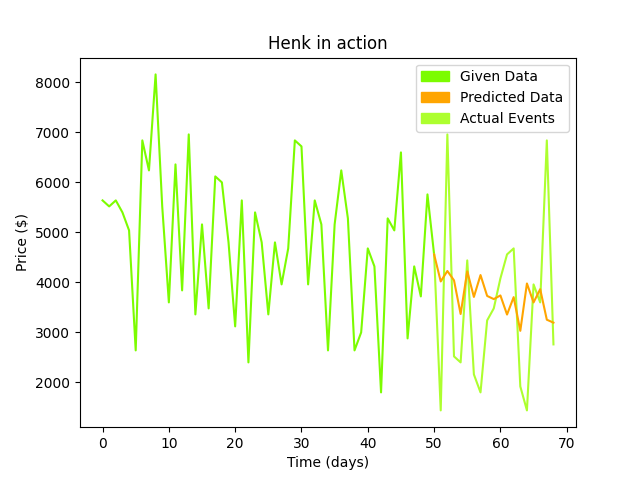 Henk in action
Given Data
Predicted Data
Actual Events
Price ($)
8000
7000
6000
5000
4000
3000
2000
0 10 20 30 40 50 60 70
Time (days)